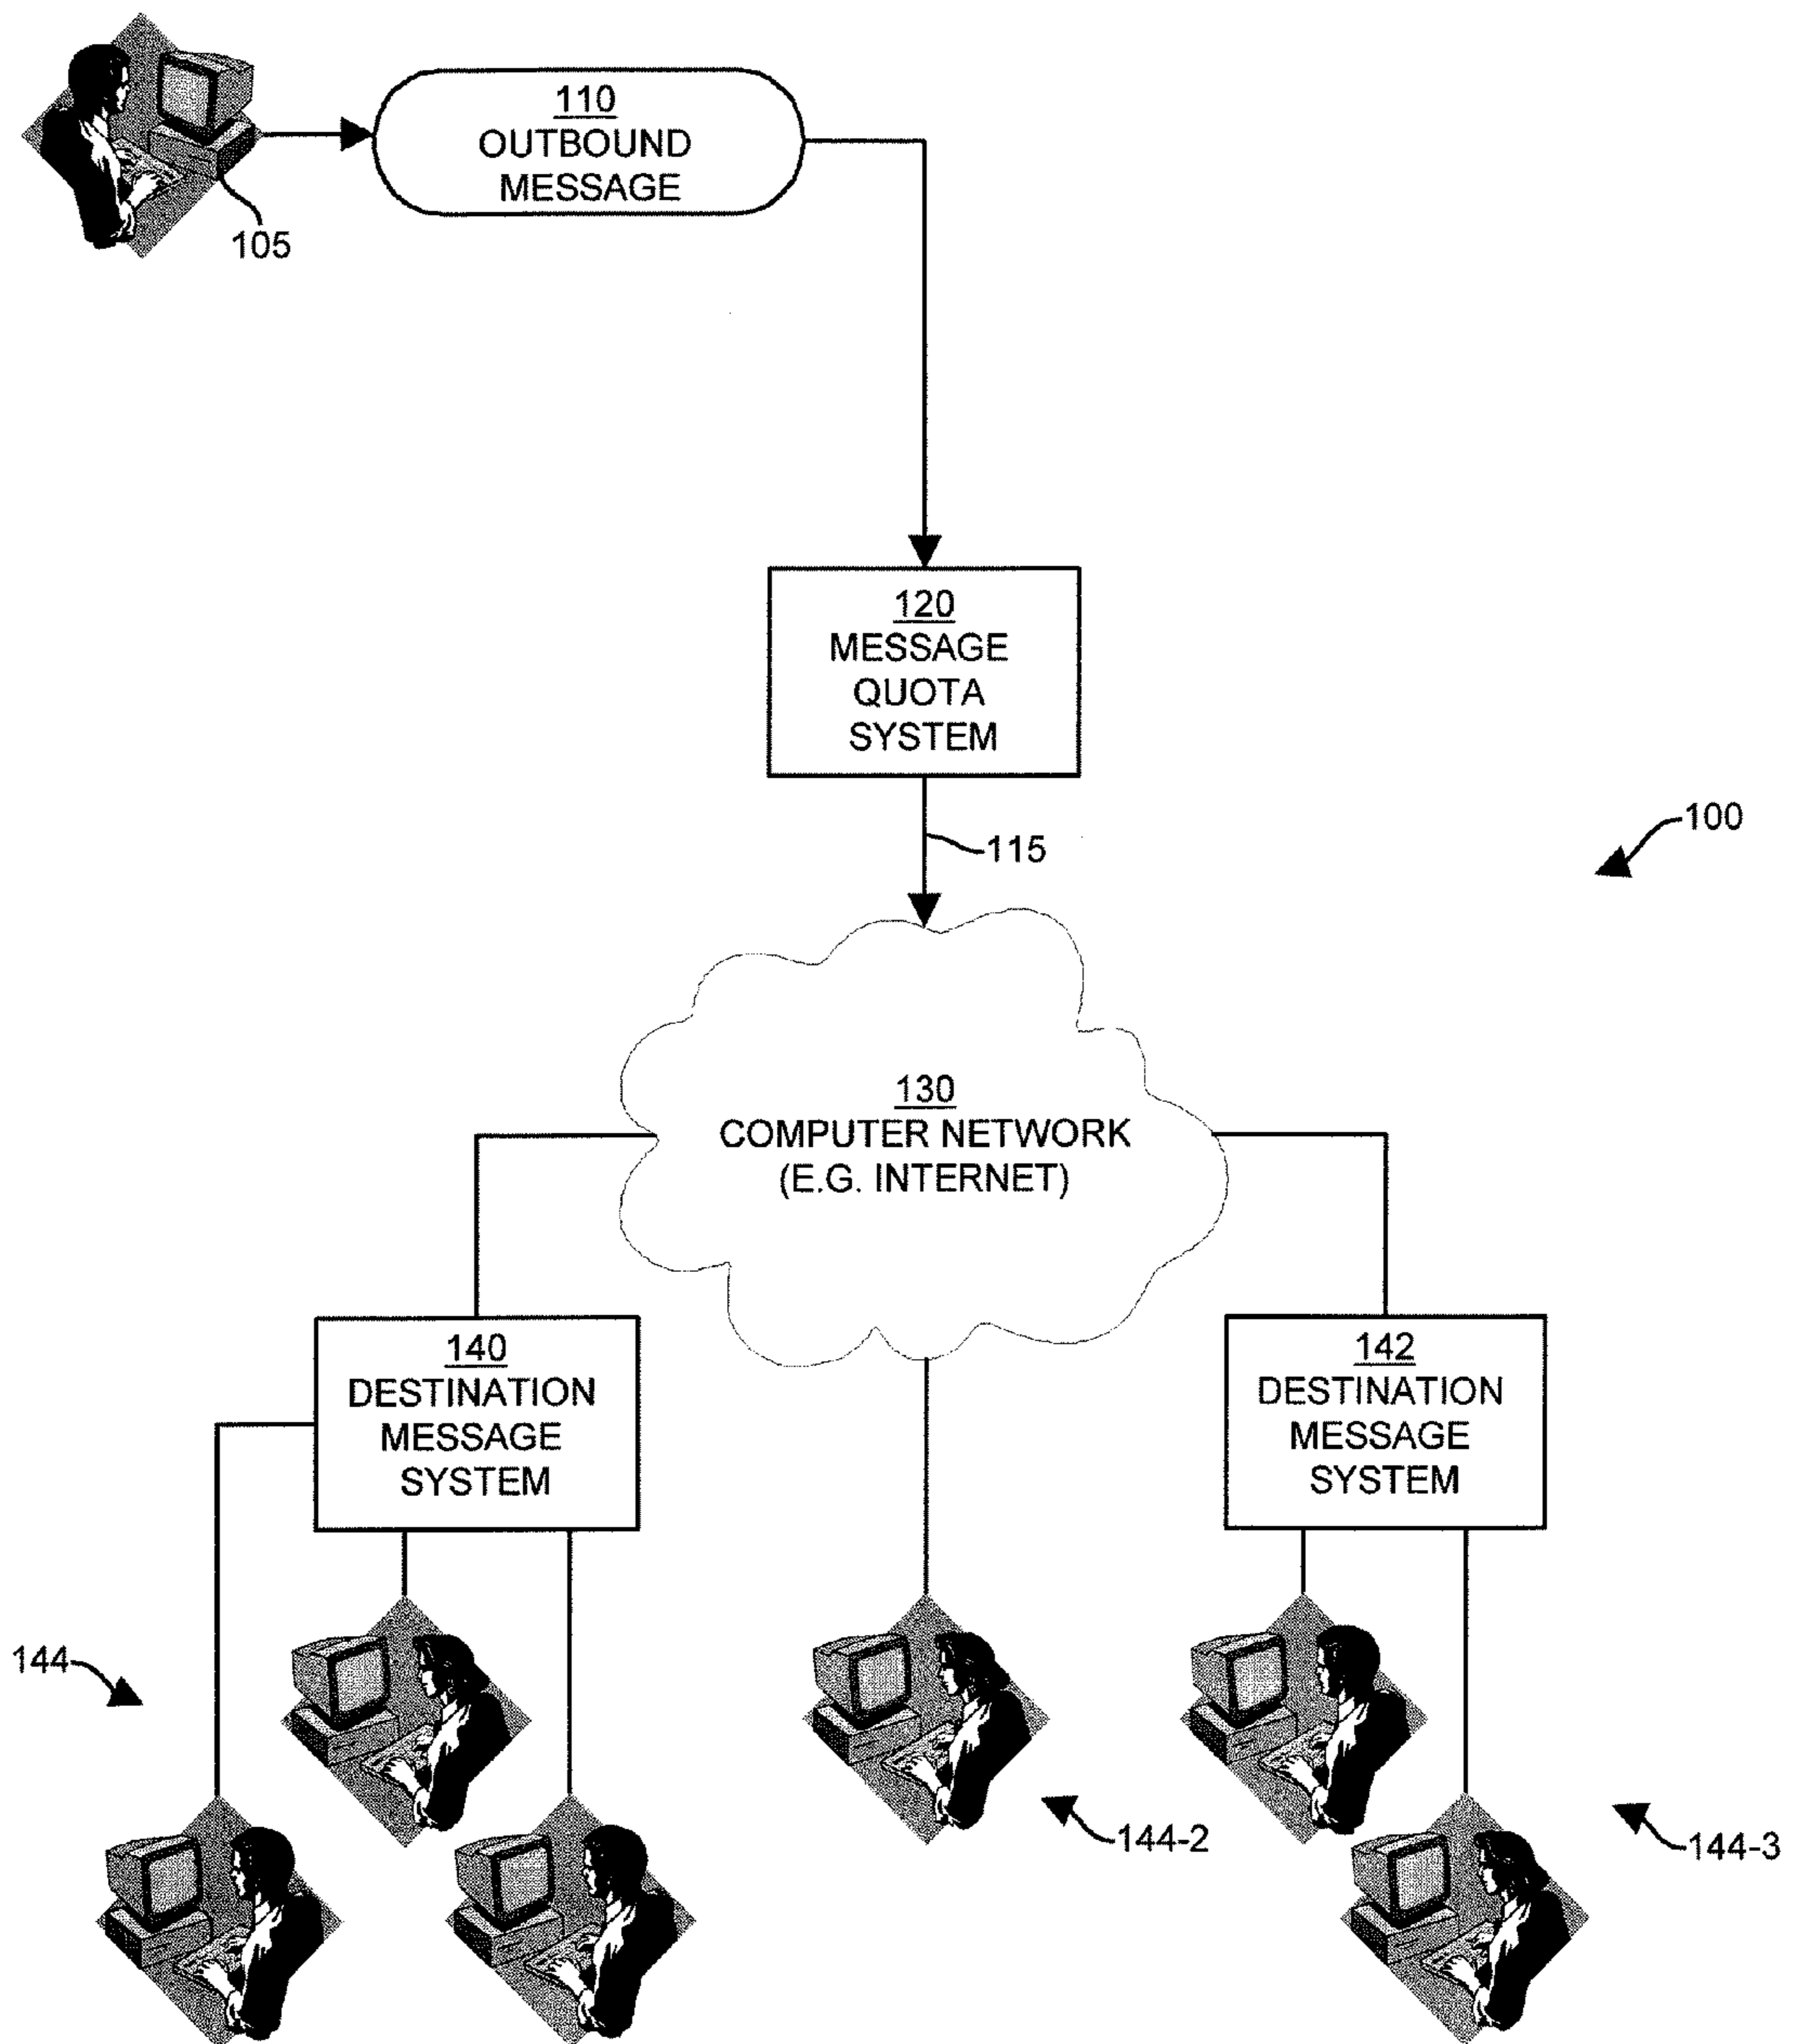 110
OUTBOUND
MESSAGE
105
120
MESSAGE
QUOTA
SYSTEM
100
115
130
COMPUTER NETWORK
(E.G. INTERNET)
140
DESTINATION
MESSAGE
SYSTEM
142
DESTINATION
MESSAGE
SYSTEM
144
144-2
144-3